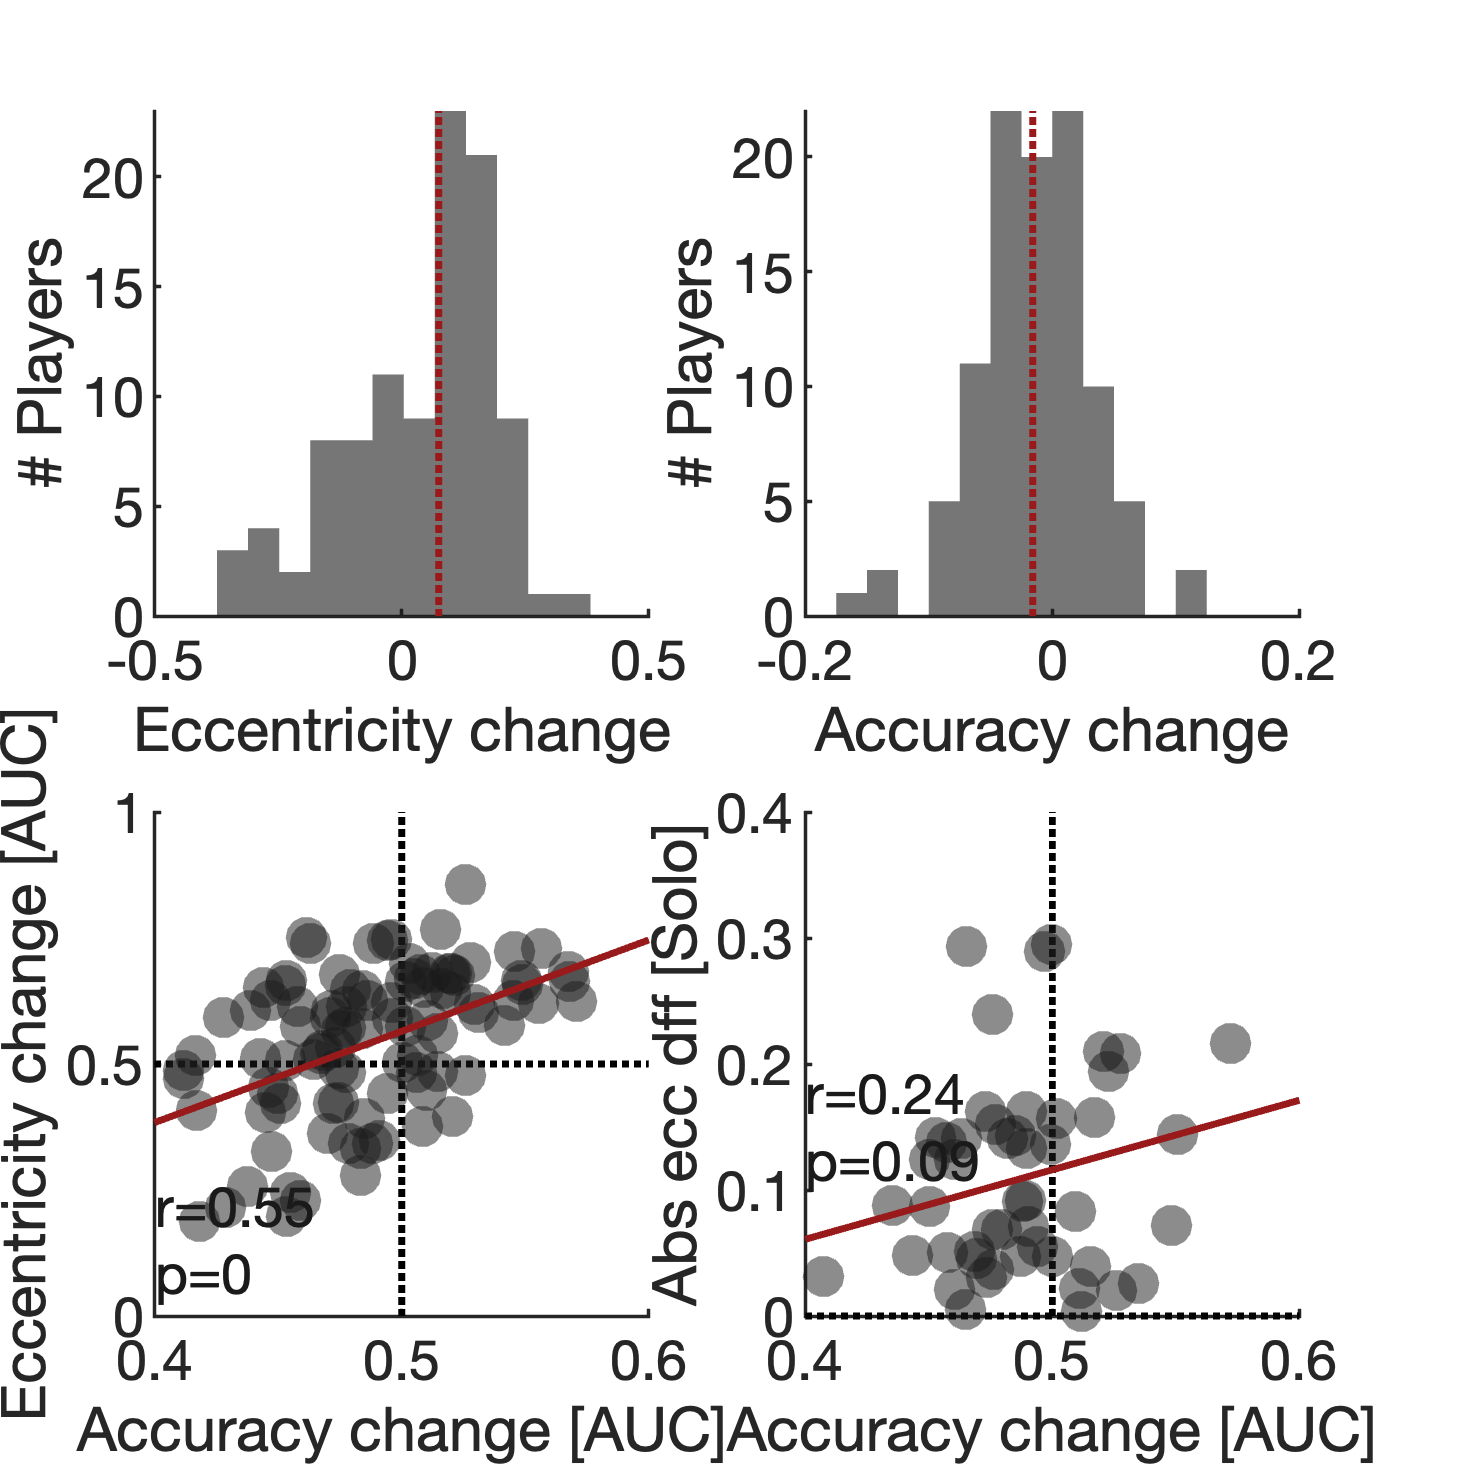 # Players
20
15
10
5
0
-0.5
0
0.5
Eccentricity change
# Players
20
15
10
5
0
-0.2
0
0.2
Accuracy change
Eccentricity change [AUC]
1
0.5
0
r=0.55
p=0
0.4
0.5
0.6
Accuracy change [AUC]
Abs ecc dff [Solo]
0.4
0.3
0.2
0.1
0
r=0.24
p=0.09
0.4
0.5
0.6
Accuracy change [AUC]